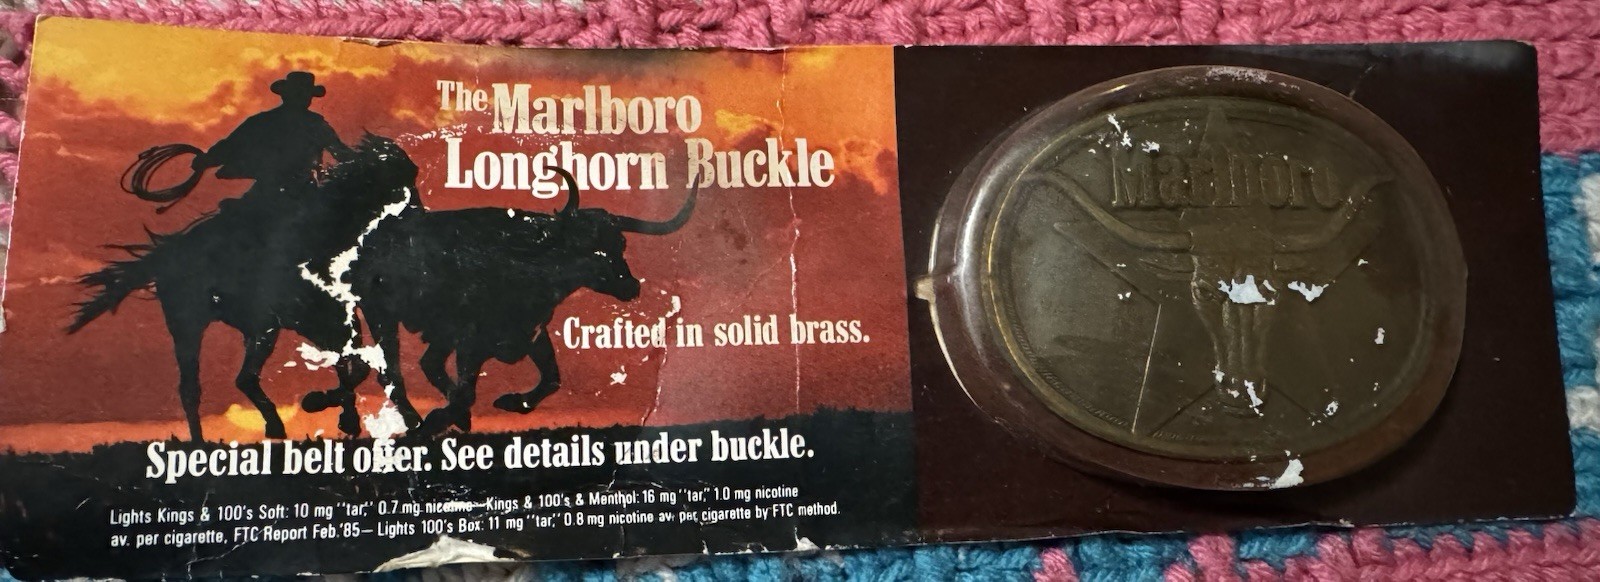 The Marlboro
Longhorn Buckle
Crafted in solid brass.
Special belt offer. See details under buckle.
Lights Kings & 100's Soft: 10 mg "tar," 0.7 mg nicotine—Kings & 100's & Menthol: 16 mg "tar," 1.0 mg nicotine
av. per cigarette, FTC Report Feb.'85—Lights 100's Box: 11 mg "tar," 0.8 mg nicotine av. per cigarette by FTC method.
Marlboro